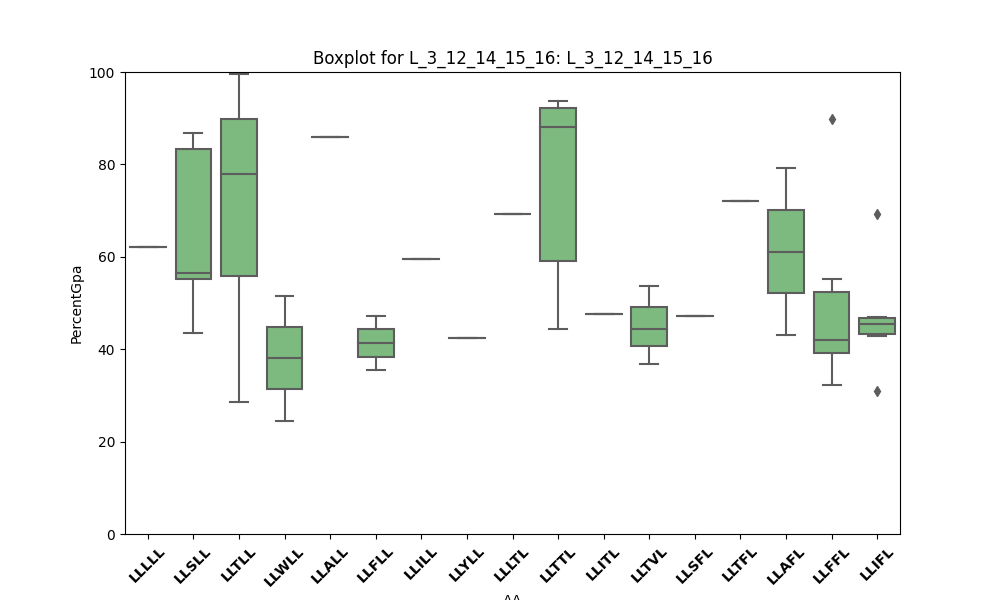 Boxplot for L_3_12_14_15_16: L_3_12_14_15_16
PercentGpa
100
80
60
40
20
0
LLLLL
LLSLL
LLTLL
LLWLL
LLALL
LLFLL
LLILL
LLYLL
LLLTL
LLTTL
LLITL
LLTVL
LLSFL
LLTFL
LLAFL
LLFFL
LLIFL
AA